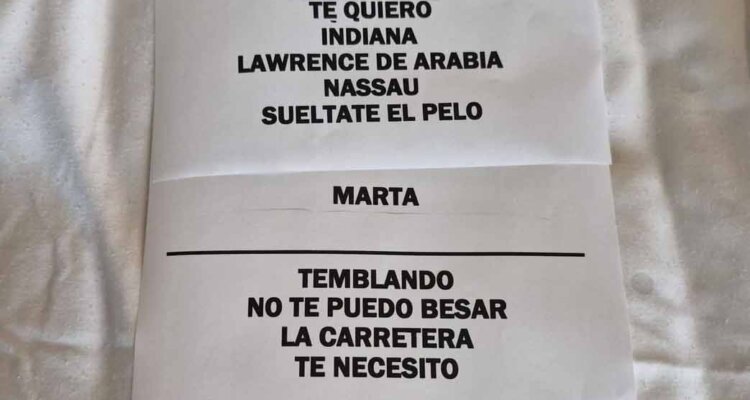 TE QUIERO
INDIANA
LAWRENCE DE ARABIA
NASSAU
SUELTATE EL PELO
MARTA
TEMBLANDO
NO TE PUEDO BESAR
LA CARRETERA
TE NECESITO